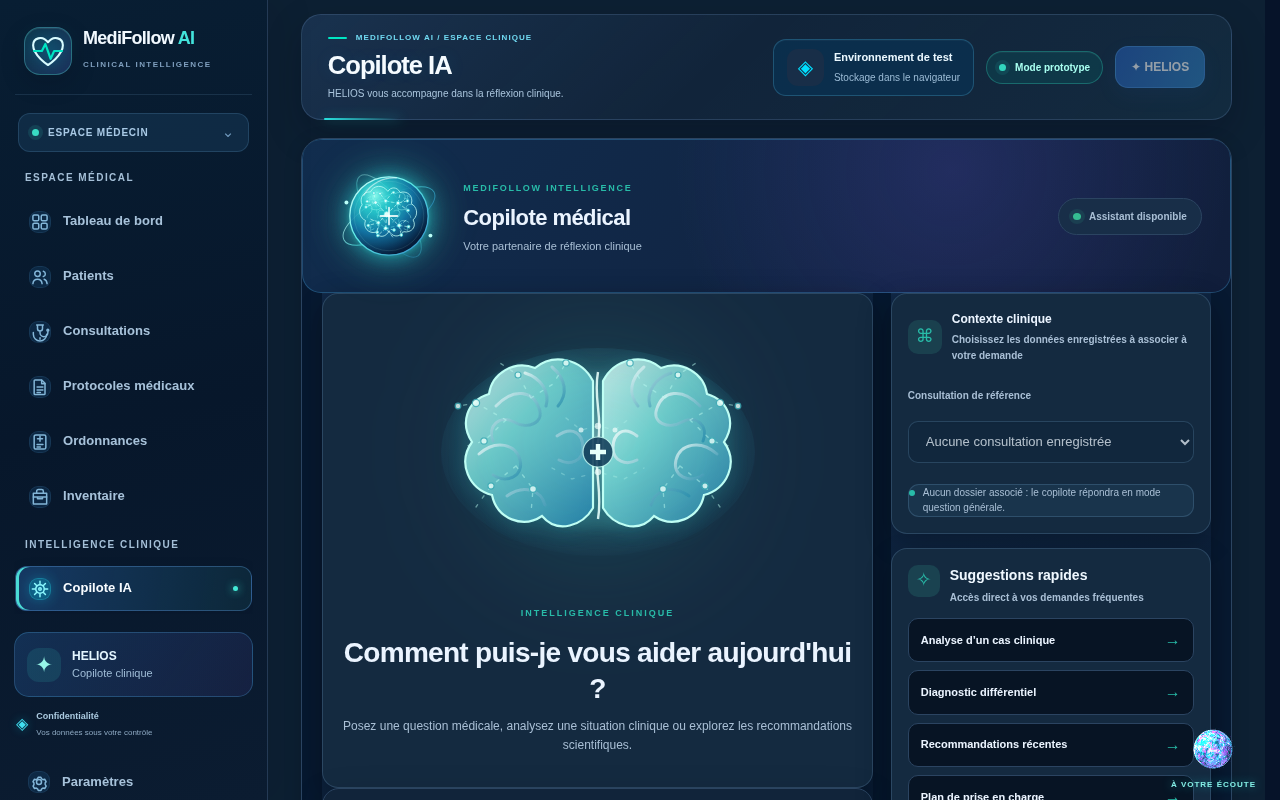 MediFollow AI
CLINICAL INTELLIGENCE
ESPACE MÉDECIN
ESPACE MÉDICAL
Tableau de bord
Patients
Consultations
Protocoles médicaux
Ordonnances
Inventaire
INTELLIGENCE CLINIQUE
Copilote IA
HELIOS
Copilote clinique
Confidentialité
Vos données sous votre contrôle
Paramètres
MEDIFOLLOW AI / ESPACE CLINIQUE
Copilote IA
HELIOS vous accompagne dans la réflexion clinique.
Environnement de test
Stockage dans le navigateur
Mode prototype
✦ HELIOS
MEDIFOLLOW INTELLIGENCE
Copilote médical
Votre partenaire de réflexion clinique
Assistant disponible
INTELLIGENCE CLINIQUE
Comment puis-je vous aider aujourd'hui
?
Posez une question médicale, analysez une situation clinique ou explorez les recommandations
scientifiques.
Contexte clinique
Choisissez les données enregistrées à associer à
votre demande
Consultation de référence
Aucune consultation enregistrée
Aucun dossier associé : le copilote répondra en mode
question générale.
Suggestions rapides
Accès direct à vos demandes fréquentes
Analyse d'un cas clinique →
Diagnostic différentiel →
Recommandations récentes →
Plan de prise en charge →
À VOTRE ÉCOUTE